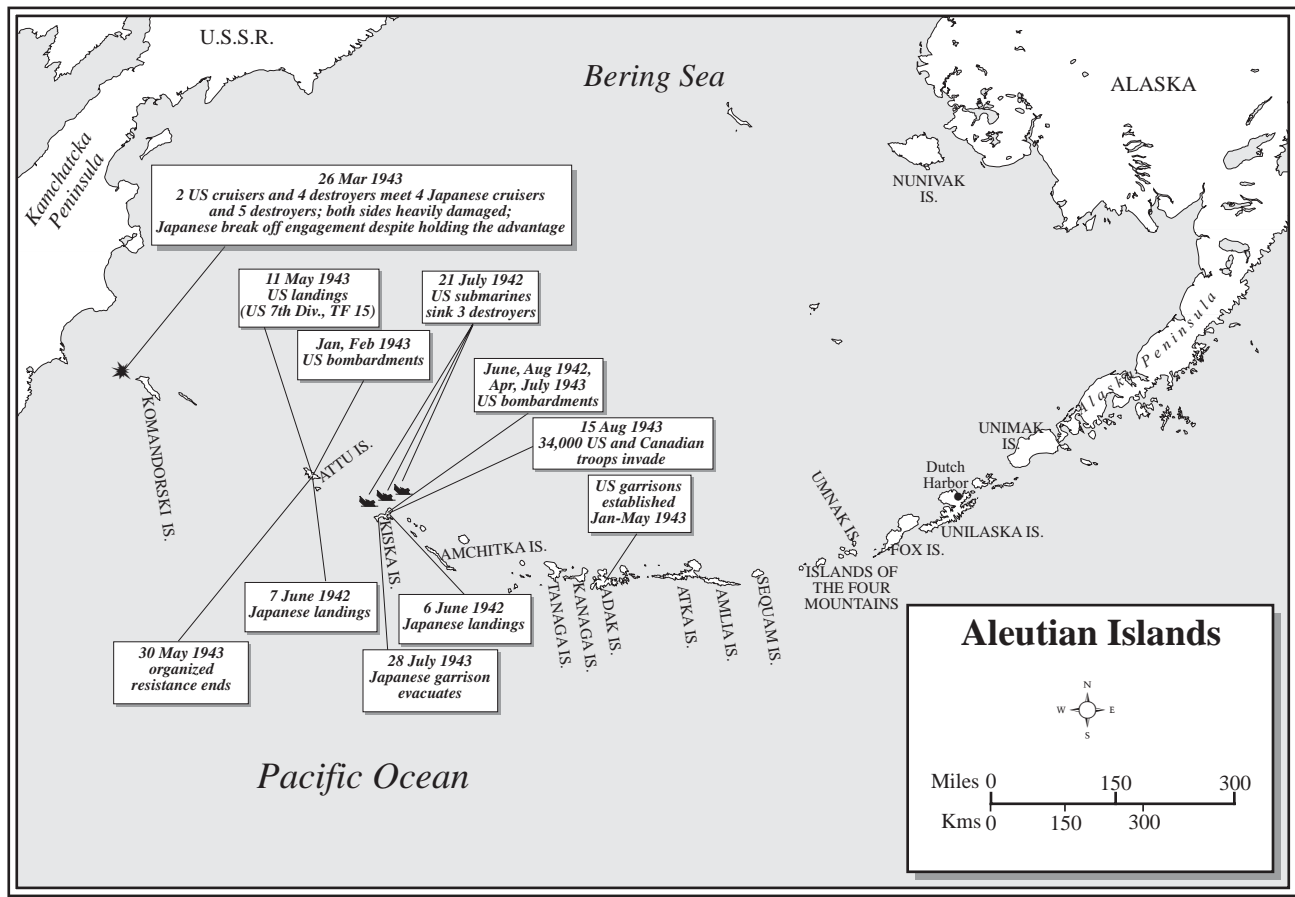 U.S.S.R.
Bering Sea
ALASKA
Kamchatcka
Peninsula
NUNIVAK
IS.
26 Mar 1943
2 US cruisers and 4 destroyers meet 4 Japanese cruisers
and 5 destroyers; both sides heavily damaged;
Japanese break off engagement despite holding the advantage
11 May 1943
US landings
(US 7th Div., TF 15)
21 July 1942
US submarines
sink 3 destroyers
Jan, Feb 1943
US bombardments
June, Aug 1942,
Apr, July 1943
US bombardments
15 Aug 1943
34,000 US and Canadian
troops invade
US garrisons
established
Jan-May 1943
Alaska Peninsula
KOMANDORSKI IS.
ATTU IS.
KISKA IS.
AMCHITKA IS.
TANAGA IS.
KANAGA IS.
ADAK IS.
ATKA IS.
AMLIA IS.
SEQUAM IS.
UMNAK IS.
ISLANDS OF
THE FOUR
MOUNTAINS
FOX IS.
UNILASKA IS.
Dutch
Harbor
UNIMAK
IS.
7 June 1942
Japanese landings
6 June 1942
Japanese landings
30 May 1943
organized
resistance ends
28 July 1943
Japanese garrison
evacuates
Pacific Ocean
Aleutian Islands
N
W E
S
Miles 0 150 300
Kms 0 150 300